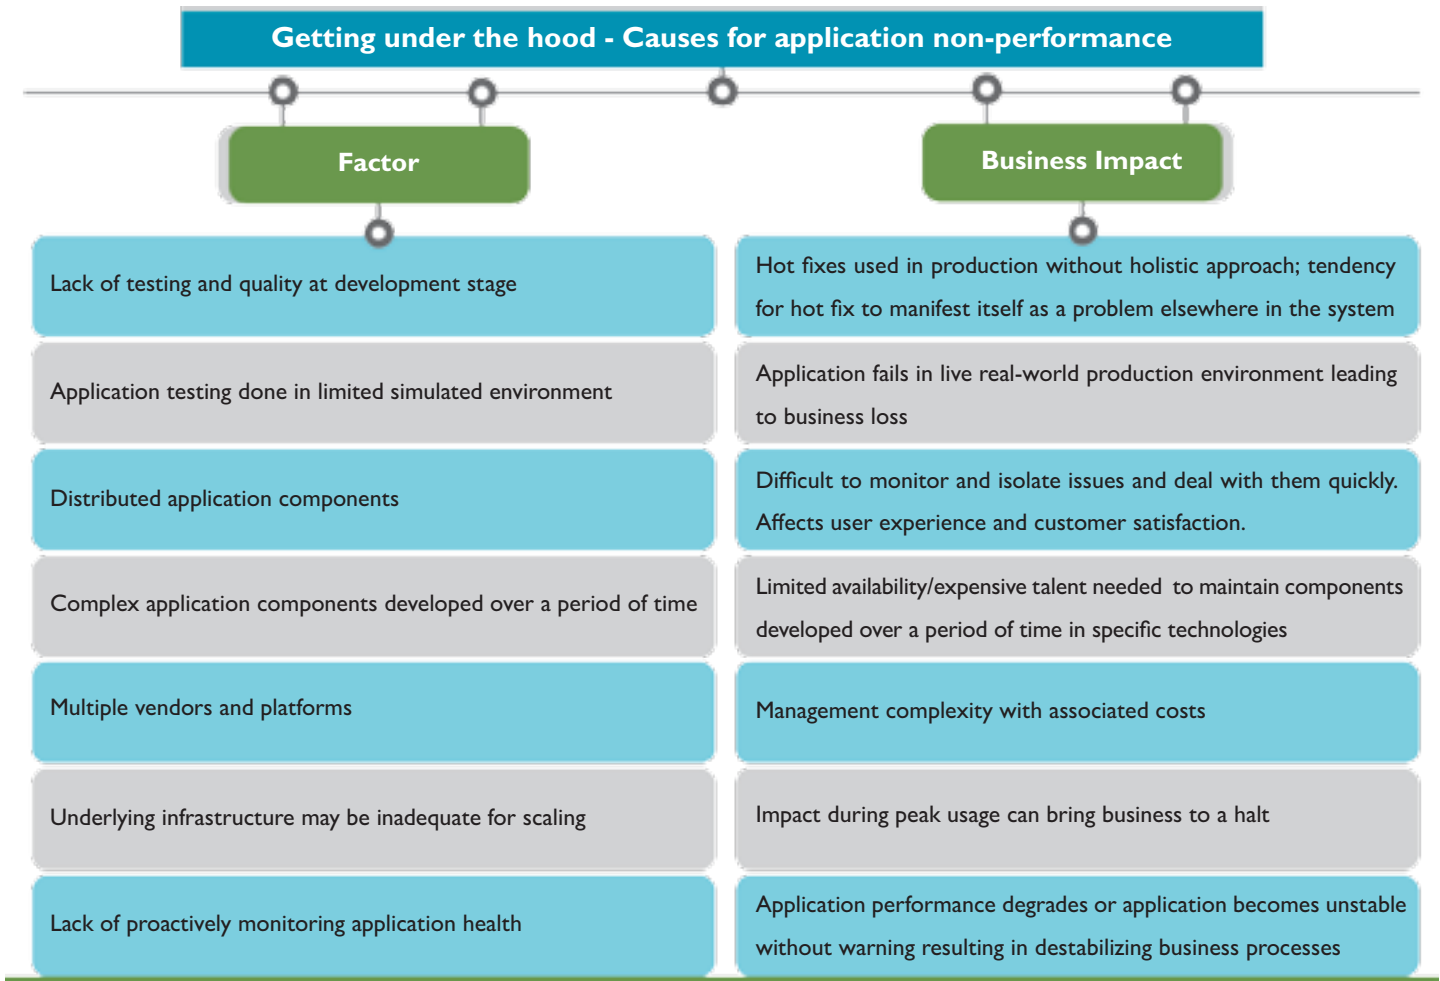 Getting under the hood - Causes for application non-performance
Factor
Business Impact
Lack of testing and quality at development stage
Hot fixes used in production without holistic approach; tendency
for hot fix to manifest itself as a problem elsewhere in the system
Application testing done in limited simulated environment
Application fails in live real-world production environment leading
to business loss
Distributed application components
Difficult to monitor and isolate issues and deal with them quickly.
Affects user experience and customer satisfaction.
Complex application components developed over a period of time
Limited availability/expensive talent needed to maintain components
developed over a period of time in specific technologies
Multiple vendors and platforms
Management complexity with associated costs
Underlying infrastructure may be inadequate for scaling
Impact during peak usage can bring business to a halt
Lack of proactively monitoring application health
Application performance degrades or application becomes unstable
without warning resulting in destabilizing business processes